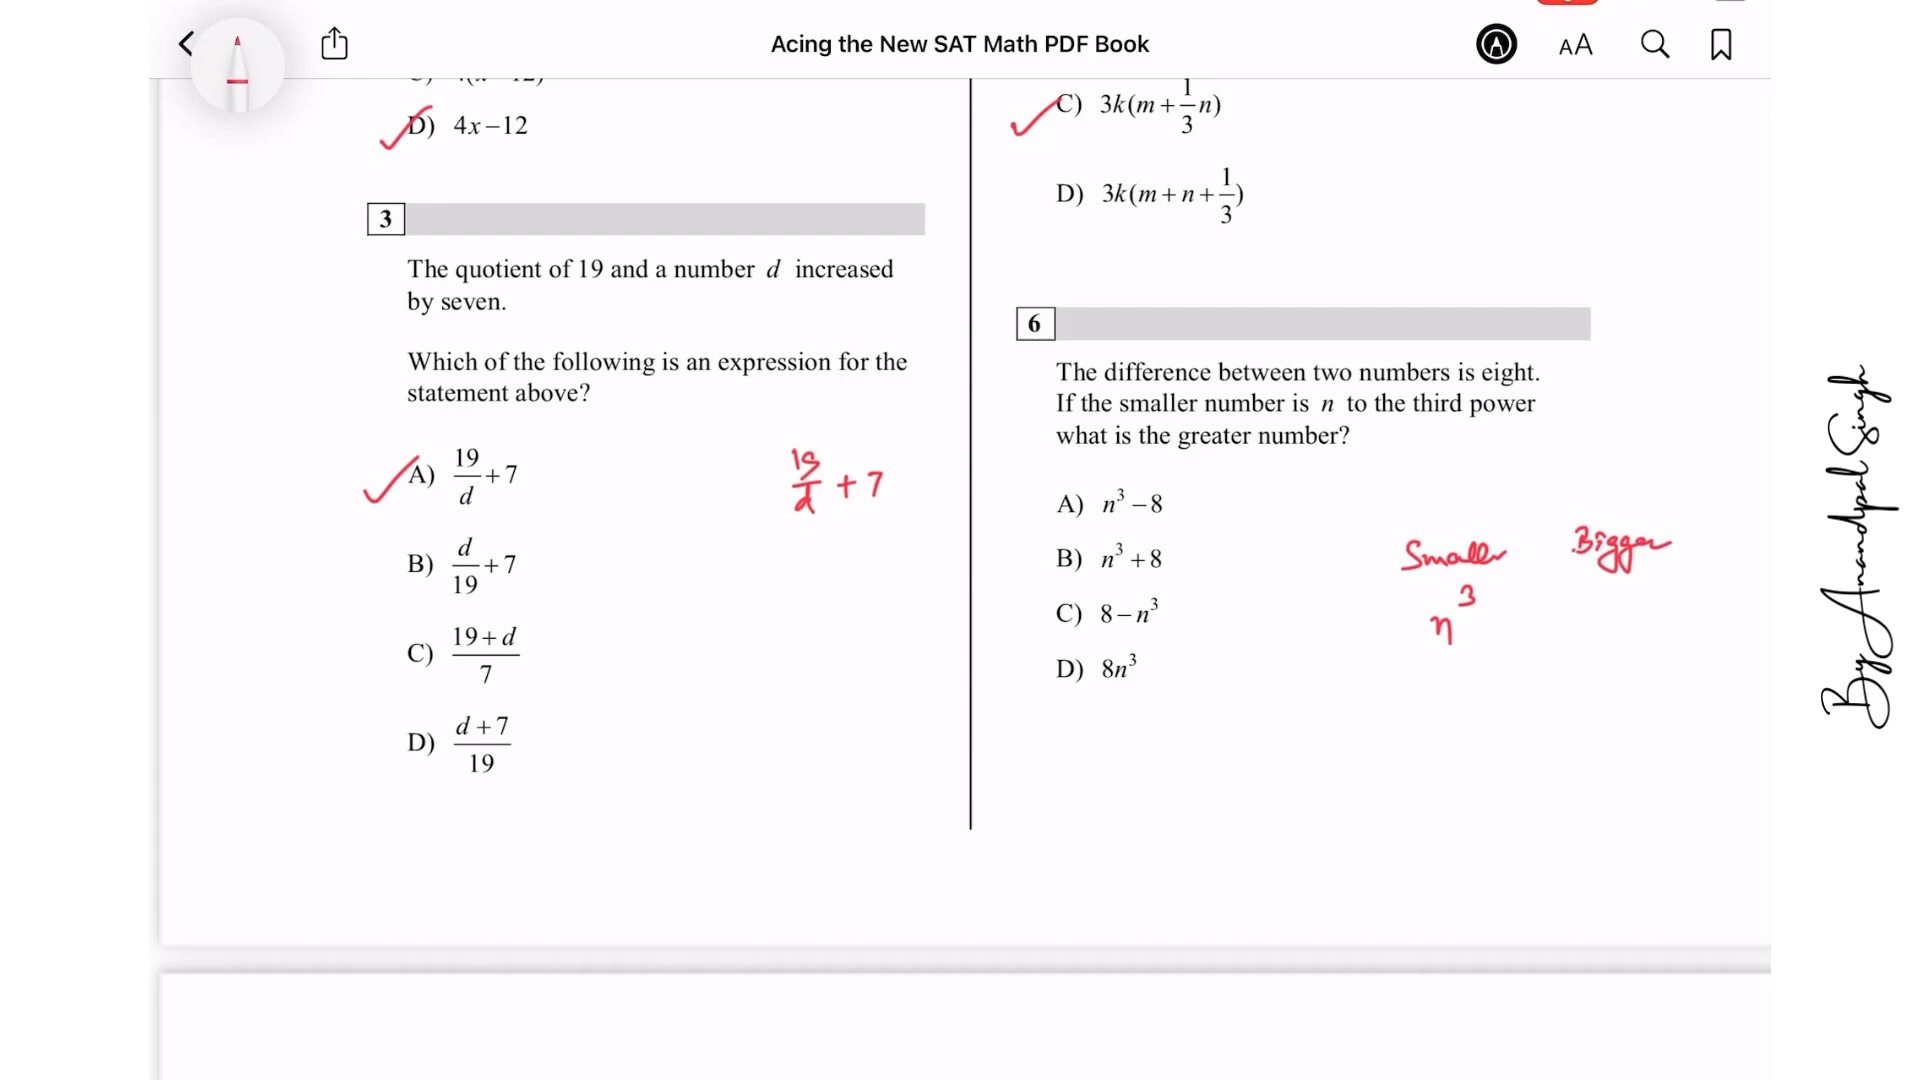 Acing the New SAT Math PDF Book
AA
D) 4x−12
3
The quotient of 19 and a number d increased
by seven.
Which of the following is an expression for the
statement above?
A) 19/d + 7
19/d + 7
B) d/19 + 7
C) (19+d)/7
D) (d+7)/19
C) 3k(m + 1/3 n)
D) 3k(m + n + 1/3)
6
The difference between two numbers is eight.
If the smaller number is n to the third power
what is the greater number?
A) n³ − 8
B) n³ + 8
C) 8 − n³
D) 8n³
Smaller Bigger
n³
By Anandpal Singh